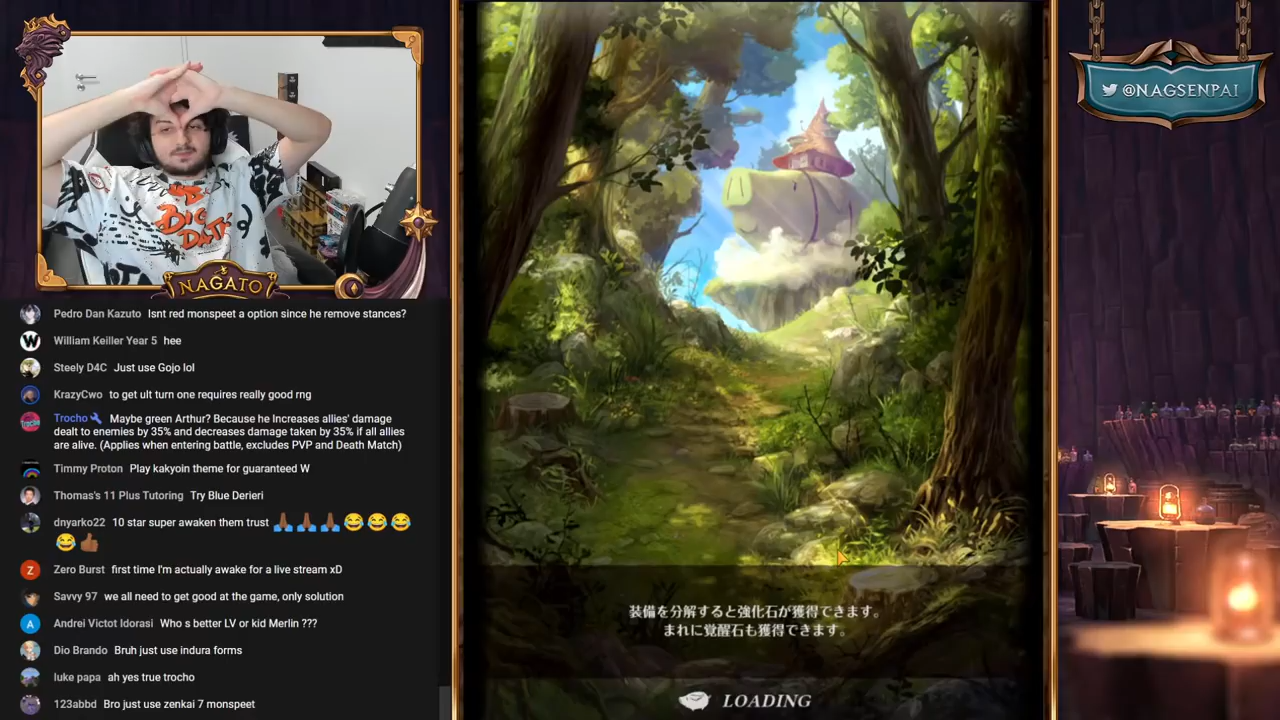 BIG
DATE
NAGATO
@NAGSENPAI
Pedro Dan Kazuto Isnt red monspeet a option since he remove stances?
William Keiller Year 5 hee
Steely D4C Just use Gojo lol
KrazyCwo to get ult turn one requires really good rng
Trocho Maybe green Arthur? Because he Increases allies' damage
dealt to enemies by 35% and decreases damage taken by 35% if all allies
are alive. (Applies when entering battle, excludes PVP and Death Match)
Timmy Proton Play kakyoin theme for guaranteed W
Thomas's 11 Plus Tutoring Try Blue Derieri
dnyarko22 10 star super awaken them trust 🙏🏾🙏🏾🙏🏾😂😂😂
😂👍🏾
Zero Burst first time I'm actually awake for a live stream xD
Savvy 97 we all need to get good at the game, only solution
Andrei Victot Idorasi Who s better LV or kid Merlin ???
Dio Brando Bruh just use indura forms
luke papa ah yes true trocho
123abbd Bro just use zenkai 7 monspeet
装備を分解すると強化石が獲得できます。
まれに覚醒石も獲得できます。
LOADING